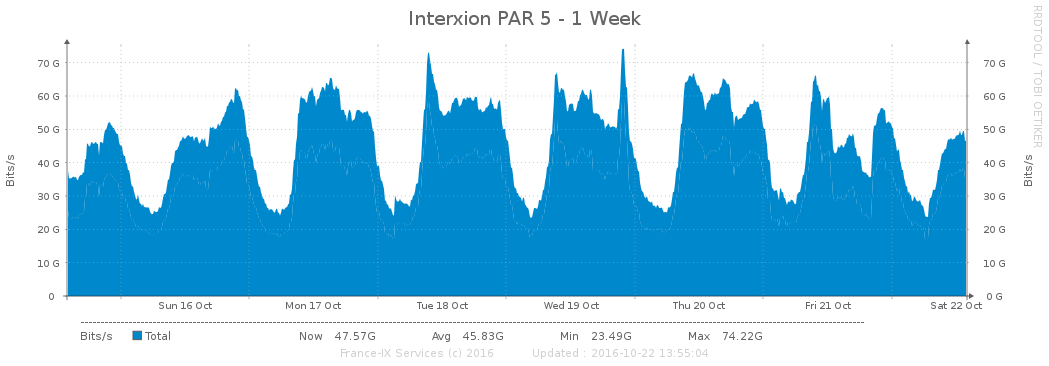 Interxion PAR 5 - 1 Week
RRDTOOL / TOBI OETIKER
Bits/s
70 G
60 G
50 G
40 G
30 G
20 G
10 G
0
70 G
60 G
50 G
40 G
30 G
20 G
10 G
0 G
Bits/s
Sun 16 Oct Mon 17 Oct Tue 18 Oct Wed 19 Oct Thu 20 Oct Fri 21 Oct Sat 22 Oct
Bits/s Total Now 47.57G Avg 45.83G Min 23.49G Max 74.22G
France-IX Services (c) 2016 Updated : 2016-10-22 13:55:04